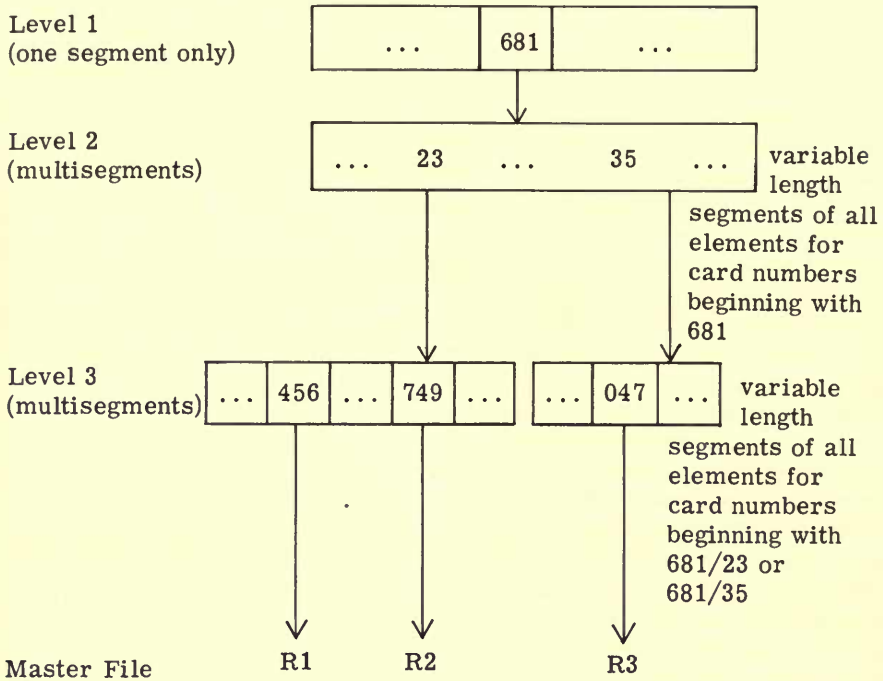 Level 1
(one segment only)
... 681 ...
Level 2
(multisegments)
... 23 ... 35 ...
variable
length
segments of all
elements for
card numbers
beginning with
681
Level 3
(multisegments)
... 456 ... 749 ...
... 047 ...
variable
length
segments of all
elements for
card numbers
beginning with
681/23 or
681/35
Master File R1 R2 R3